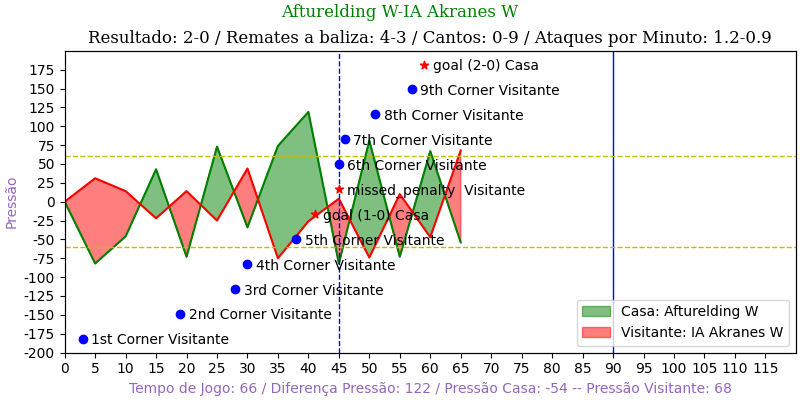 Afturelding W-IA Akranes W
Resultado: 2-0 / Remates a baliza: 4-3 / Cantos: 0-9 / Ataques por Minuto: 1.2-0.9
Pressão
175
150
125
100
75
50
25
0
-25
-50
-75
-100
-125
-150
-175
-200
goal (2-0) Casa
9th Corner Visitante
8th Corner Visitante
7th Corner Visitante
6th Corner Visitante
missed_penalty Visitante
goal (1-0) Casa
5th Corner Visitante
4th Corner Visitante
3rd Corner Visitante
2nd Corner Visitante
1st Corner Visitante
Casa: Afturelding W
Visitante: IA Akranes W
0 5 10 15 20 25 30 35 40 45 50 55 60 65 70 75 80 85 90 95 100 105 110 115
Tempo de Jogo: 66 / Diferença Pressão: 122 / Pressão Casa: -54 -- Pressão Visitante: 68